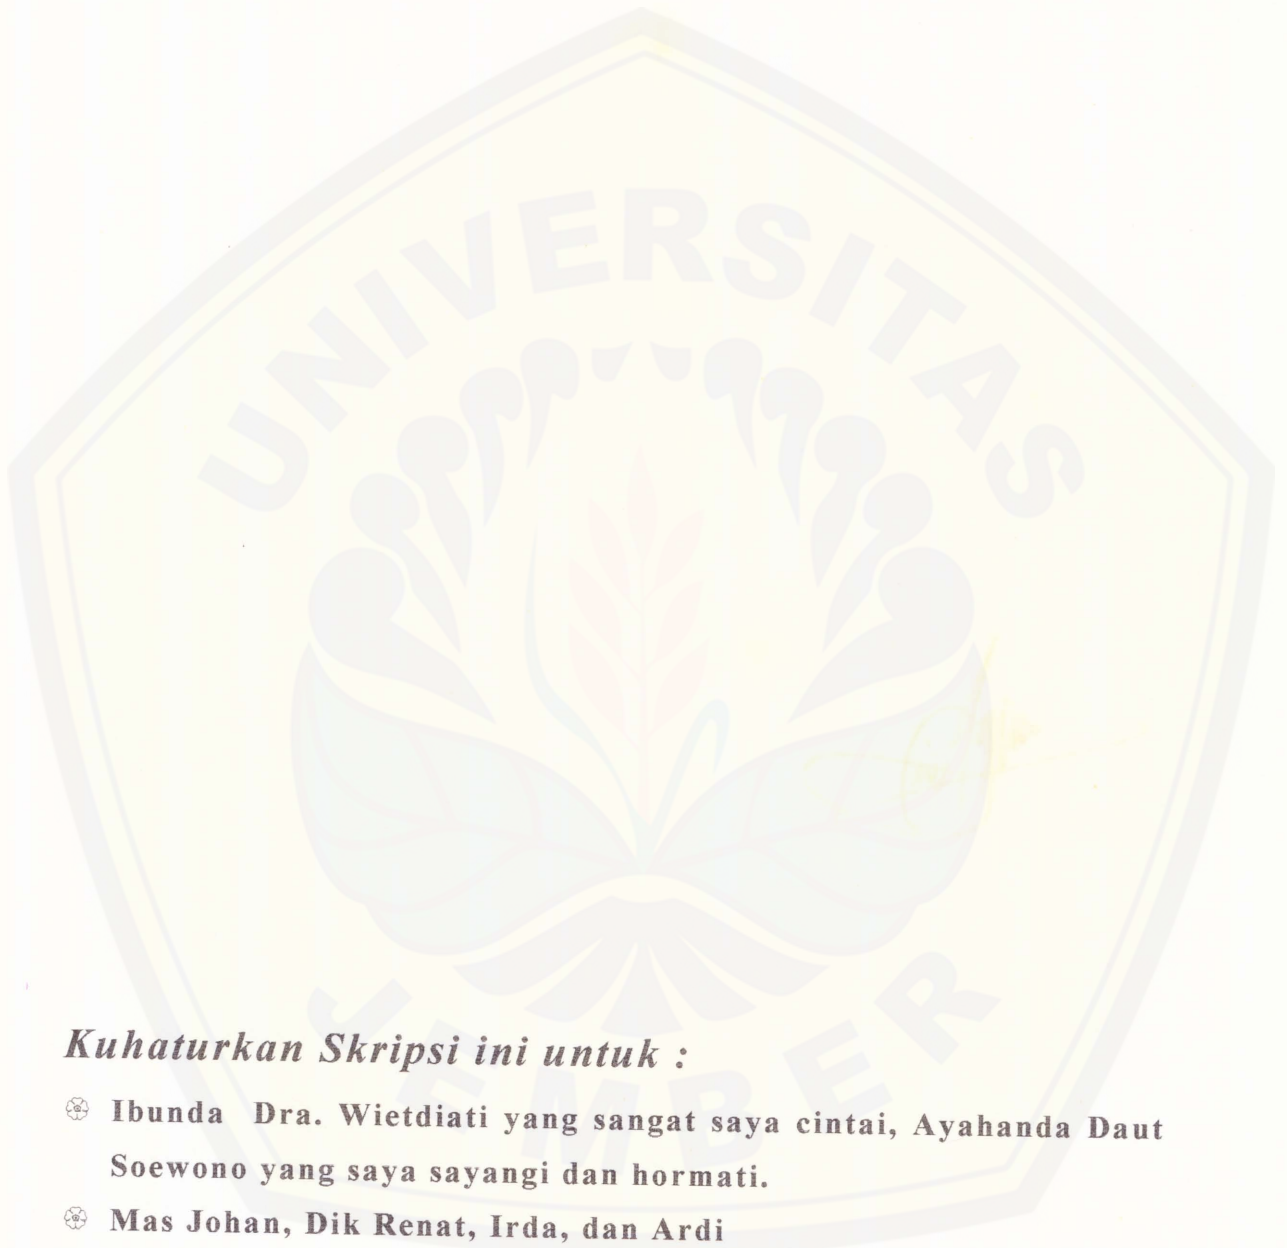 UNIVERSITAS
Kuhaturkan Skripsi ini untuk :
Ibunda Dra. Wietdiati yang sangat saya cintai, Ayahanda Daut
Soewono yang saya sayangi dan hormati.
Mas Johan, Dik Renat, Irda, dan Ardi
JEMBER